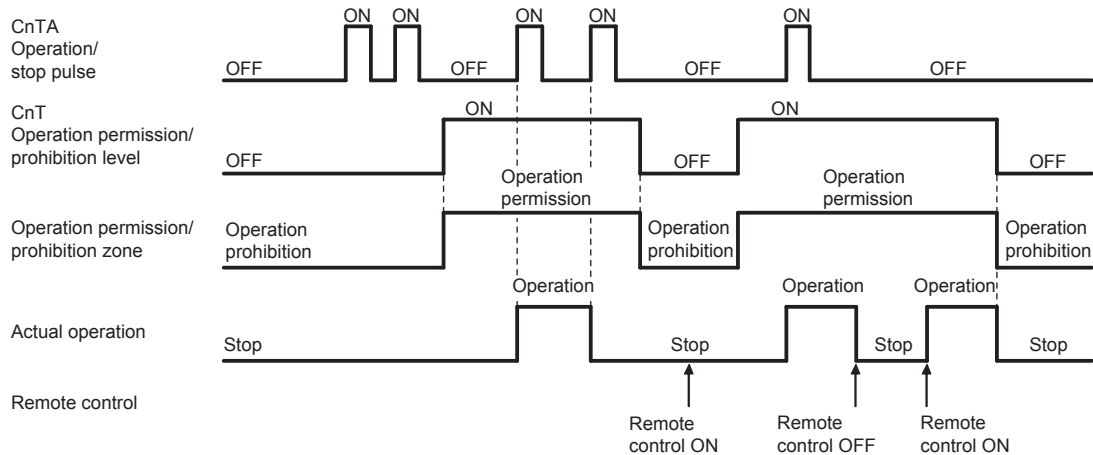 CnTA
Operation/
stop pulse
ON ON ON ON ON
OFF OFF OFF OFF
CnT
Operation permission/
prohibition level
ON ON
OFF OFF OFF
Operation permission/
prohibition zone
Operation
permission
Operation
permission
Operation
prohibition
Operation
prohibition
Operation
prohibition
Actual operation
Operation Operation Operation
Stop Stop Stop Stop
Remote control
Remote
control ON
Remote
control OFF
Remote
control ON